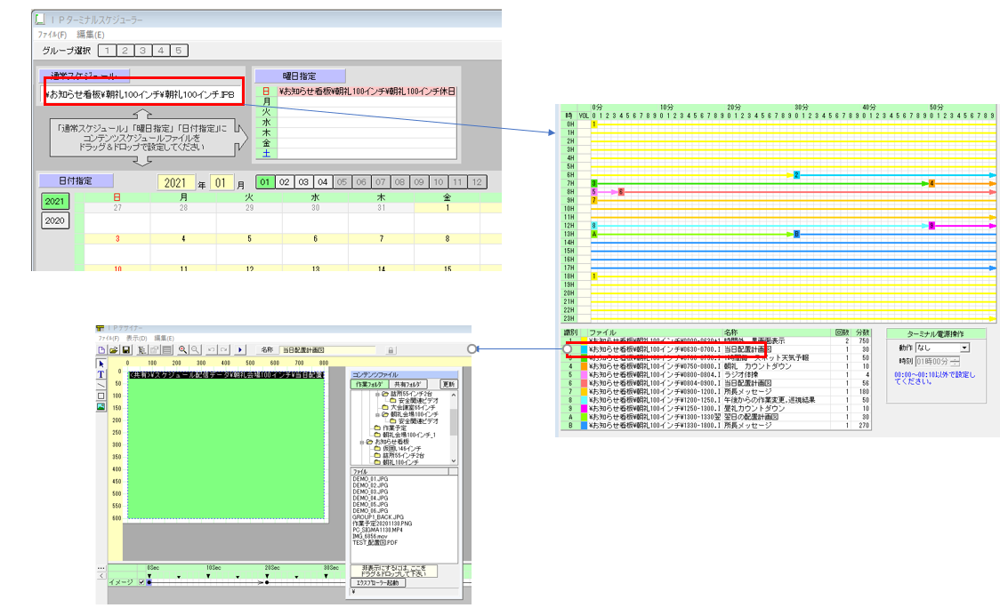 ＩＰターミナルスケジューラー
ファイル(F) 編集(E)
グループ選択 1 2 3 4 5
通常スケジュール
¥お知らせ看板¥朝礼100インチ¥朝礼100インチ.IPB
「通常スケジュール」「曜日指定」「日付指定」に
コンテンツスケジュールファイルを
ドラッグ＆ドロップで設定してください
曜日指定
日 ¥お知らせ看板¥朝礼100インチ¥朝礼100インチ休日
月
火
水
木
金
土
日付指定 2021 年 01 月 01 02 03 04 05 06 07 08 09 10 11 12
2021
2020
日 月 火 水 木 金
27 28 29 30 31 1
3 4 5 6 7 8
10 11 12 13 14 15
0分 10分 20分 30分 40分 50分
時 VOL 0 1 2 3 4 5 6 7 8 9 0 1 2 3 4 5 6 7 8 9 0 1 2 3 4 5 6 7 8 9 0 1 2 3 4 5 6 7 8 9 0 1 2 3 4 5 6 7 8 9 0 1 2 3 4 5 6 7 8 9
0H 1
1H
2H
3H
4H
5H
6H 2
7H 3 4
8H 5 6
9H 7
10H
11H
12H 8 9
13H A B
14H
15H
16H
17H
18H 1
19H
20H
21H
22H
23H
識別 ファイル 名称 回数 分数
1 時間外 黒画面表示 2 750
¥お知らせ看板¥朝礼100インチ¥0630-0700.I 当日配置計画図 1 30
ネット天気予報 1 50
4 ¥お知らせ看板¥朝礼100インチ¥0750-0800.I 朝礼 カウントダウン 1 10
5 ¥お知らせ看板¥朝礼100インチ¥0800-0804.I ラジオ体操 1 4
6 ¥お知らせ看板¥朝礼100インチ¥0804-0900.I 当日配置計画図 1 56
7 ¥お知らせ看板¥朝礼100インチ¥0900-1200.I 所長メッセージ 1 180
8 ¥お知らせ看板¥朝礼100インチ¥1200-1250.I 午後からの作業変更,巡視結果 1 50
9 ¥お知らせ看板¥朝礼100インチ¥1250-1300.I 昼礼カウントダウン 1 10
A ¥お知らせ看板¥朝礼100インチ¥1300-1330翌 翌日の配置計画図 1 30
B ¥お知らせ看板¥朝礼100インチ¥1330-1800.I 所長メッセージ 1 270
ターミナル電源操作
動作 なし
時刻 01時00分
00:00～00:10以外で設定し
てください。
ＩＰデザイナー
ファイル(F) 表示(D) 編集(E)
名称 当日配置計画図
0 100 200 300 400 500 600 700 800
0
50
100
150
200
250
300
350
400
450
500
550
600
(共有)¥スケジュール配信データ¥朝礼会場100インチ¥当日配置
コンテンツファイル
作業フォルダ 共有フォルダ 更新
詰所55インチ2台
安全関連ビデオ
大会議室65インチ
朝礼会場100インチ
安全関連ビデオ
作業予定
朝礼会場100インチ_1
お知らせ看板
仮囲い46インチ
詰所55インチ2台
朝礼100インチ
ファイル
DEMO_01.JPG
DEMO_02.JPG
DEMO_03.JPG
DEMO_04.JPG
DEMO_05.JPG
DEMO_06.JPG
GROUP1_BACK.JPG
作業予定20201130.PNG
PC_SIGMA1130.MP4
IMG_6856.mov
TEST_配置図.PDF
非表示にするには、ここを
ドラグ＆ドロップして下さい
エクスプローラー起動
¥
0Sec 10Sec 20Sec 30Sec
イメージ